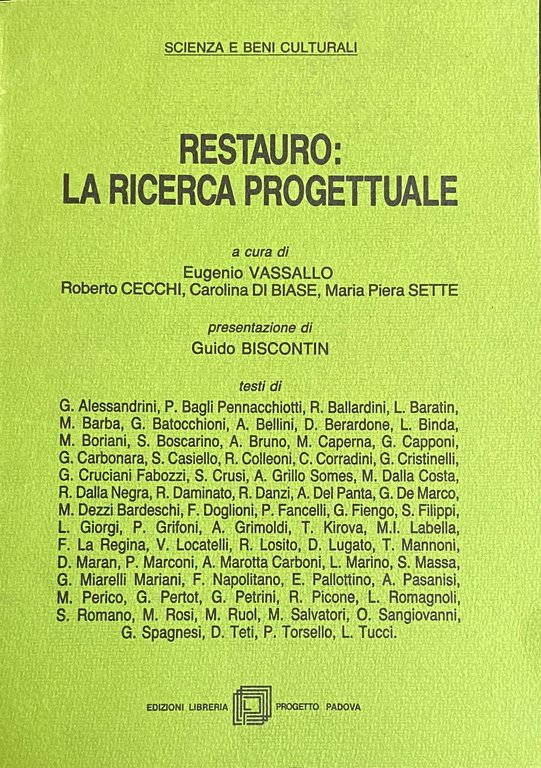 SCIENZA E BENI CULTURALI
RESTAURO:
LA RICERCA PROGETTUALE
a cura di
Eugenio VASSALLO
Roberto CECCHI, Carolina DI BIASE, Maria Piera SETTE
presentazione di
Guido BISCONTIN
testi di
G. Alessandrini, P. Bagli Pennacchiotti, R. Ballardini, L. Baratin,
M. Barba, G. Batocchioni, A. Bellini, D. Berardone, L. Binda,
M. Boriani, S. Boscarino, A. Bruno, M. Caperna, G. Capponi,
G. Carbonara, S. Casiello, R. Colleoni, C. Corradini, G. Cristinelli,
G. Cruciani Fabozzi, S. Crusi, A. Grillo Somes, M. Dalla Costa,
R. Dalla Negra, R. Daminato, R. Danzi, A. Del Panta, G. De Marco,
M. Dezzi Bardeschi, F. Doglioni, P. Fancelli, G. Fiengo, S. Filippi,
L. Giorgi, P. Grifoni, A. Grimoldi, T. Kirova, M.I. Labella,
F. La Regina, V. Locatelli, R. Losito, D. Lugato, T. Mannoni,
D. Maran, P. Marconi, A. Marotta Carboni, L. Marino, S. Massa,
G. Miarelli Mariani, F. Napolitano, E. Pallottino, A. Pasanisi,
M. Perico, G. Pertot, G. Petrini, R. Picone, L. Romagnoli,
S. Romano, M. Rosi, M. Ruol, M. Salvatori, O. Sangiovanni,
G. Spagnesi, D. Teti, P. Torsello, L. Tucci.
EDIZIONI LIBRERIA PROGETTO PADOVA